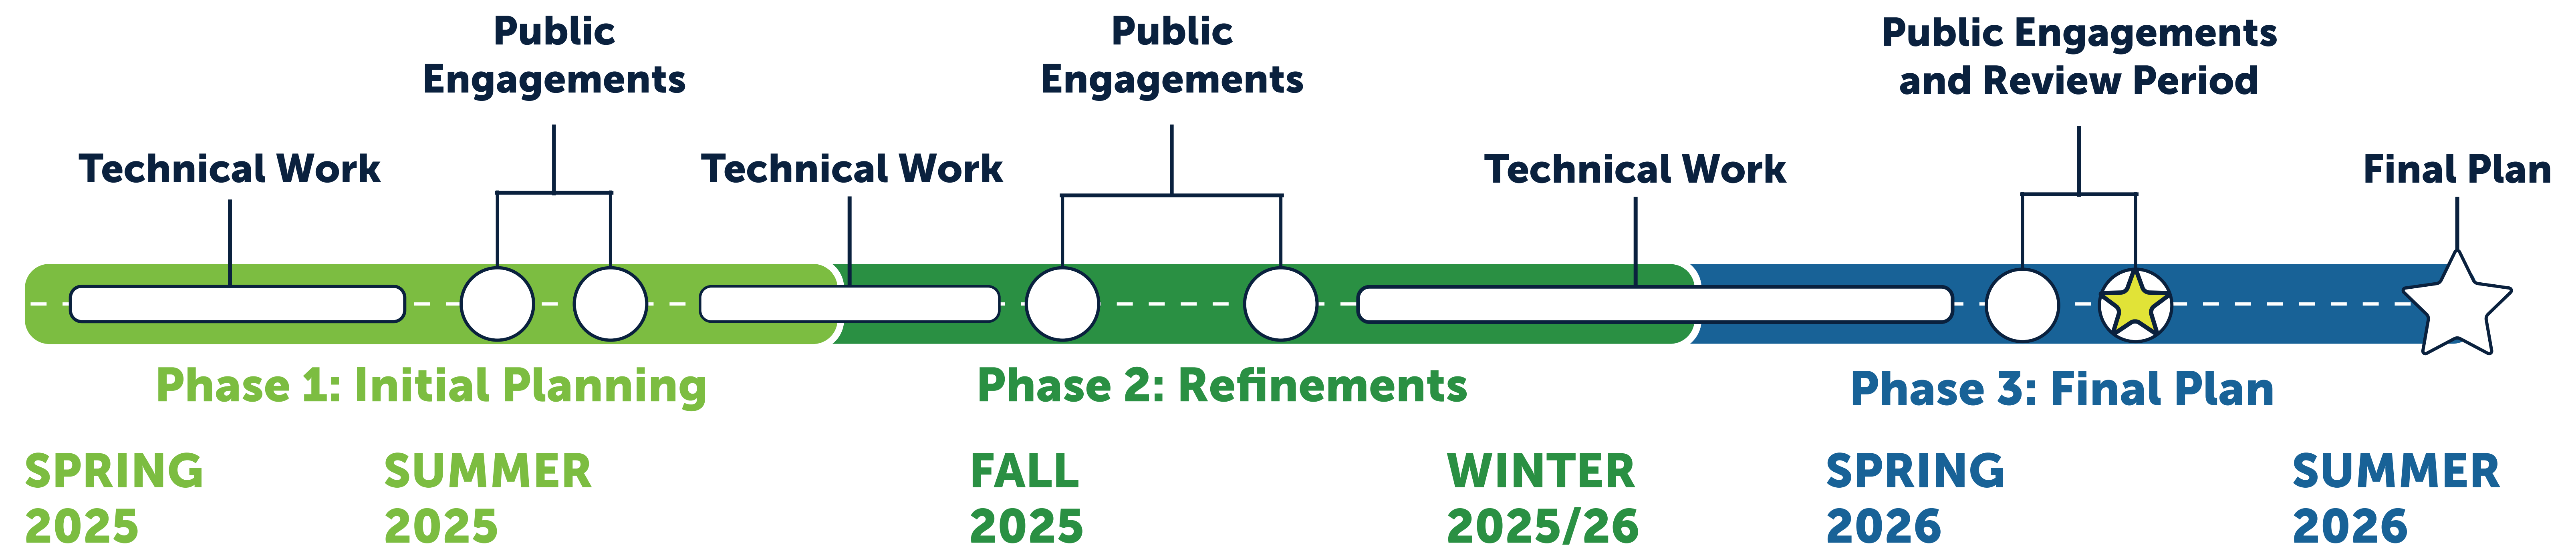 Public
Engagements
Public
Engagements
Public Engagements
and Review Period
Technical Work
Technical Work
Technical Work
Final Plan
Phase 1: Initial Planning
Phase 2: Refinements
Phase 3: Final Plan
SPRING
2025
SUMMER
2025
FALL
2025
WINTER
2025/26
SPRING
2026
SUMMER
2026